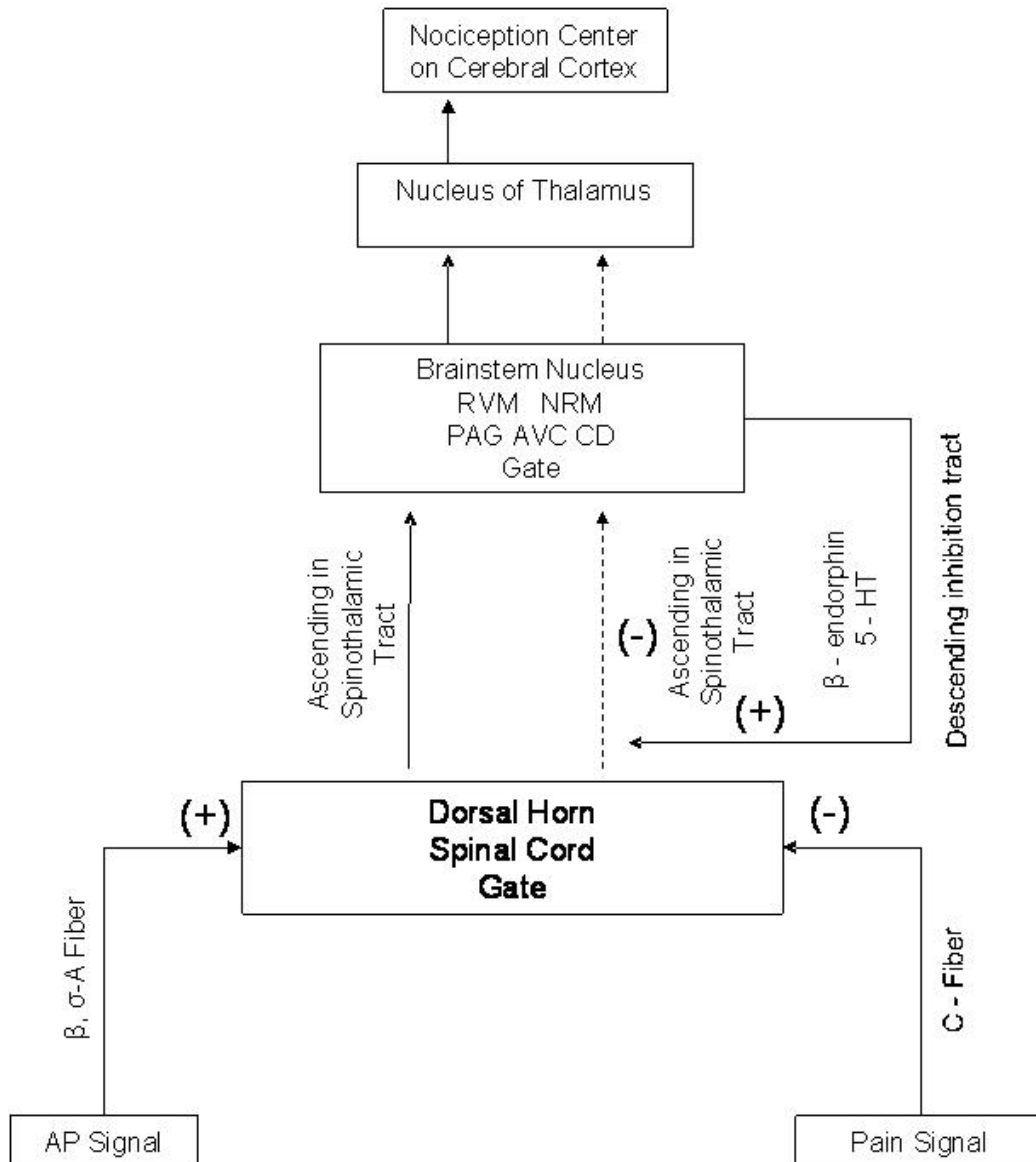 Nociception Center
on Cerebral Cortex
Nucleus of Thalamus
Brainstem Nucleus
RVM NRM
PAG AVC CD
Gate
Ascending in
Spinothalamic
Tract
(-)
Ascending in
Spinothalamic
Tract
(+)
β - endorphin
5 - HT
Descending inhibition tract
(+)
Dorsal Horn
Spinal Cord
Gate
(-)
β, σ-A Fiber
C - Fiber
AP Signal
Pain Signal